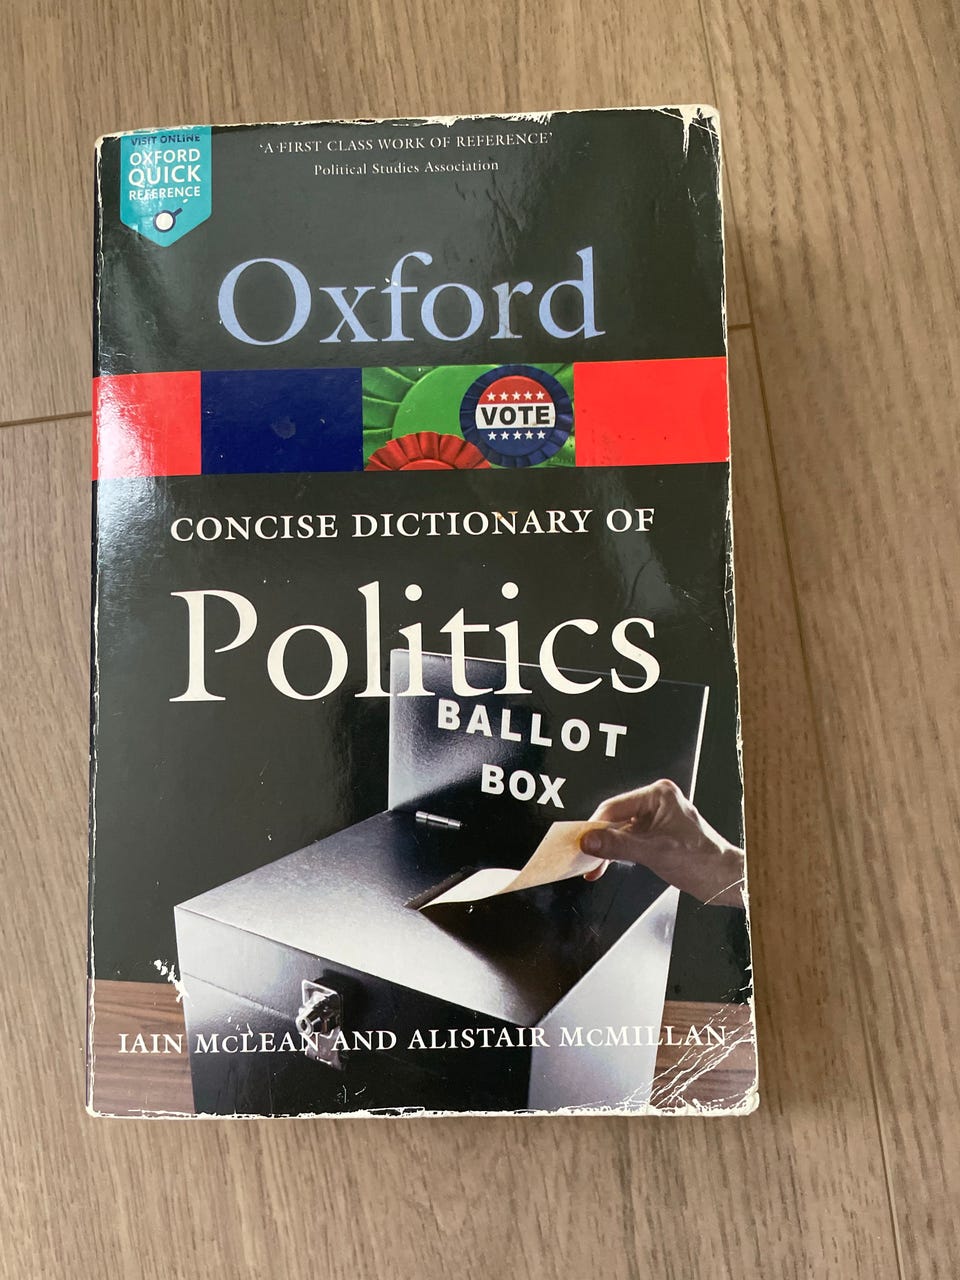 VISIT ONLINE
OXFORD
QUICK
REFERENCE
‘A FIRST CLASS WORK OF REFERENCE’
Political Studies Association
Oxford
VOTE
CONCISE DICTIONARY OF
Politics
BALLOT
BOX
IAIN McLEAN AND ALISTAIR McMILLAN